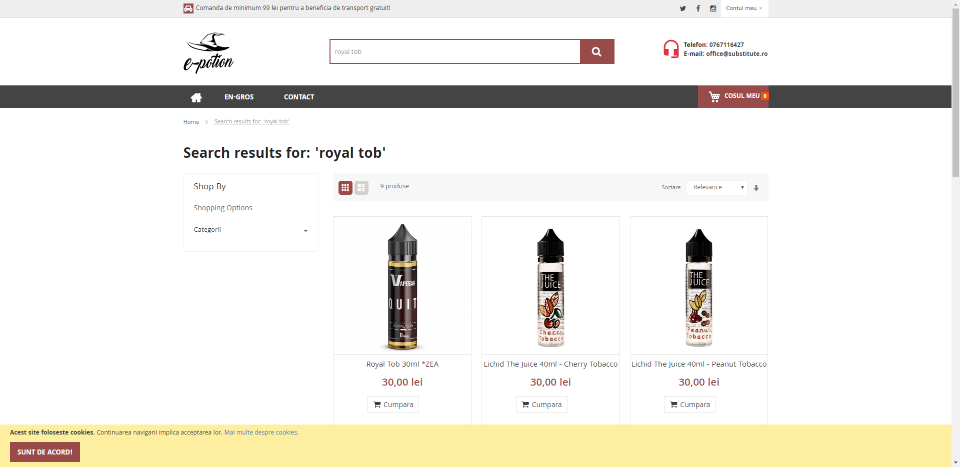 Comanda de minimum 99 lei pentru a beneficia de transport gratuit!
Contul meu
e-potion
royal tob
Telefon: 0767116427
E-mail: office@substitute.ro
EN-GROS
CONTACT
COSUL MEU 0
Home > Search results for: 'royal tob'
Search results for: 'royal tob'
Shop By
Shopping Options
Categorii
9 produse
Sortare
Relevance
VAPEBAR
QUIT
THE JUICE
Cherry Tobacco
THE JUICE
Peanut Tobacco
Royal Tob 30ml *ZEA
30,00 lei
Cumpara
Lichid The Juice 40ml - Cherry Tobacco
30,00 lei
Cumpara
Lichid The Juice 40ml - Peanut Tobacco
30,00 lei
Cumpara
Acest site foloseste cookies. Continuarea navigarii implica acceptarea lor. Mai multe despre cookies.
SUNT DE ACORD!